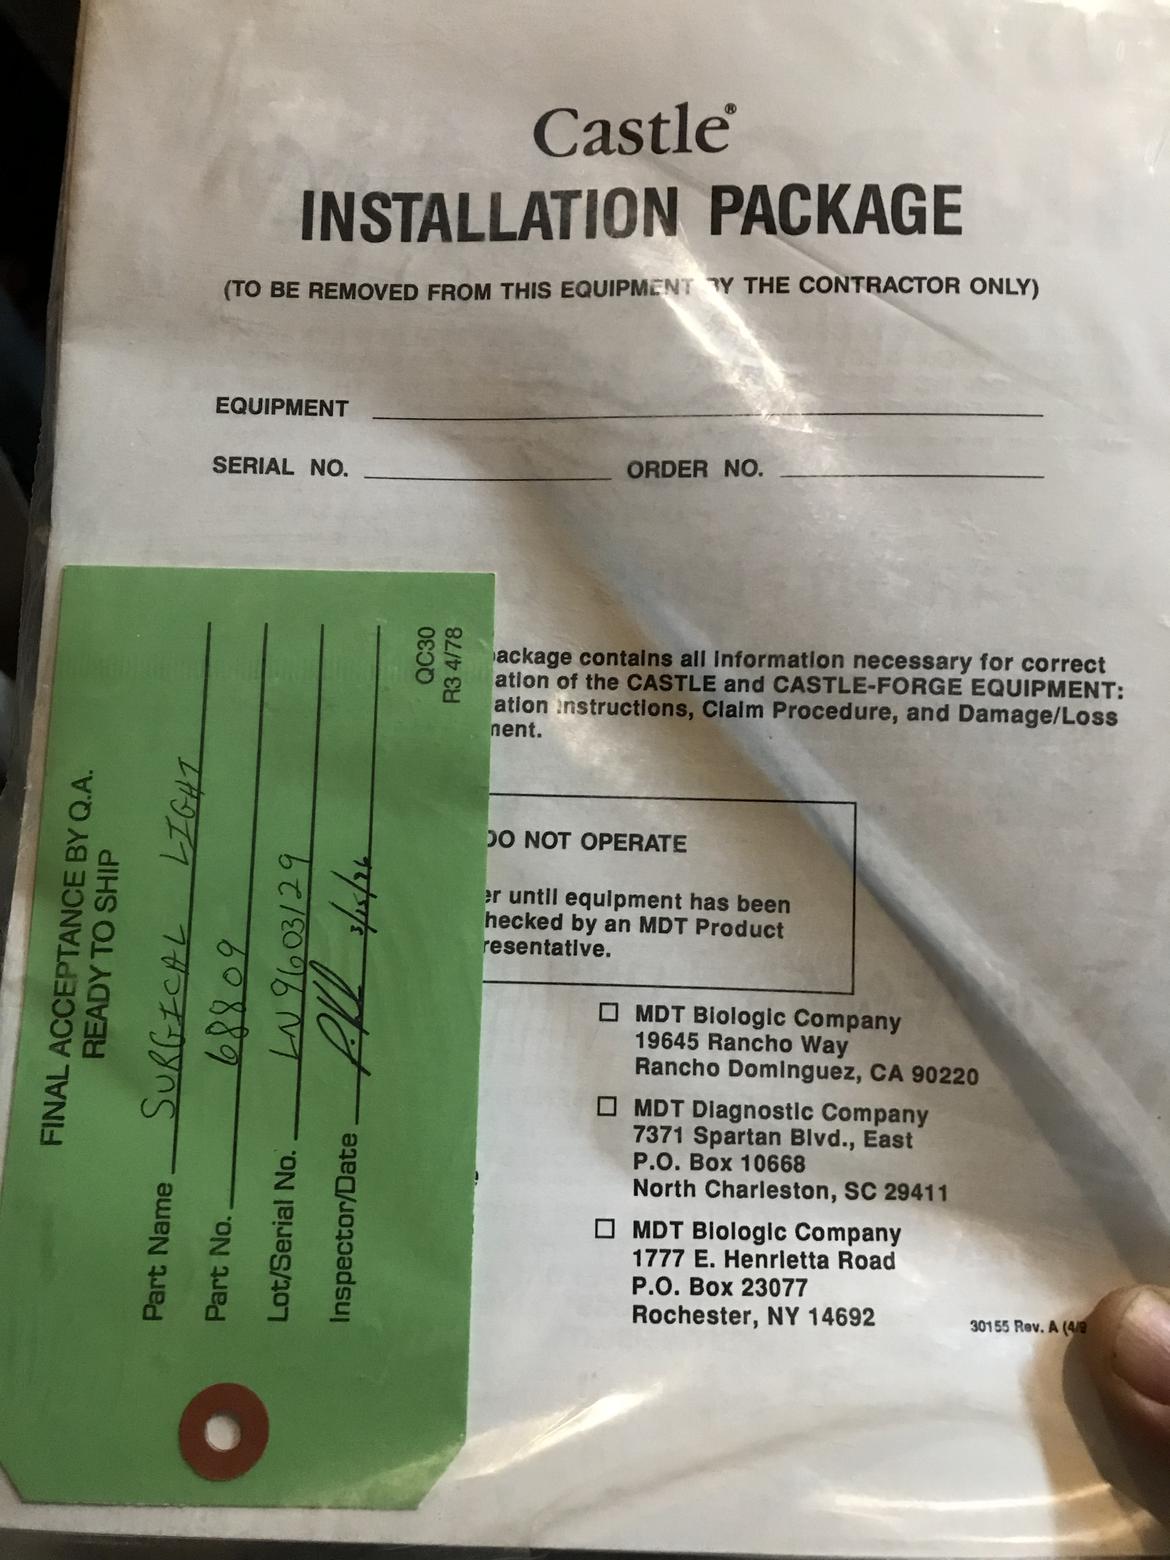 Castle®
INSTALLATION PACKAGE
(TO BE REMOVED FROM THIS EQUIPMENT BY THE CONTRACTOR ONLY)
EQUIPMENT
SERIAL NO. ORDER NO.
ackage contains all information necessary for correct
ation of the CASTLE and CASTLE-FORGE EQUIPMENT:
ation Instructions, Claim Procedure, and Damage/Loss
ment.
DO NOT OPERATE
er until equipment has been
hecked by an MDT Product
resentative.
MDT Biologic Company
19645 Rancho Way
Rancho Dominguez, CA 90220
MDT Diagnostic Company
7371 Spartan Blvd., East
P.O. Box 10668
North Charleston, SC 29411
MDT Biologic Company
1777 E. Henrietta Road
P.O. Box 23077
Rochester, NY 14692
30155 Rev. A (4/9
FINAL ACCEPTANCE BY Q.A.
READY TO SHIP
Part Name SURGICAL LIGHT
Part No. 68809
Lot/Serial No. LN9603129
Inspector/Date
QC30
R3 4/78